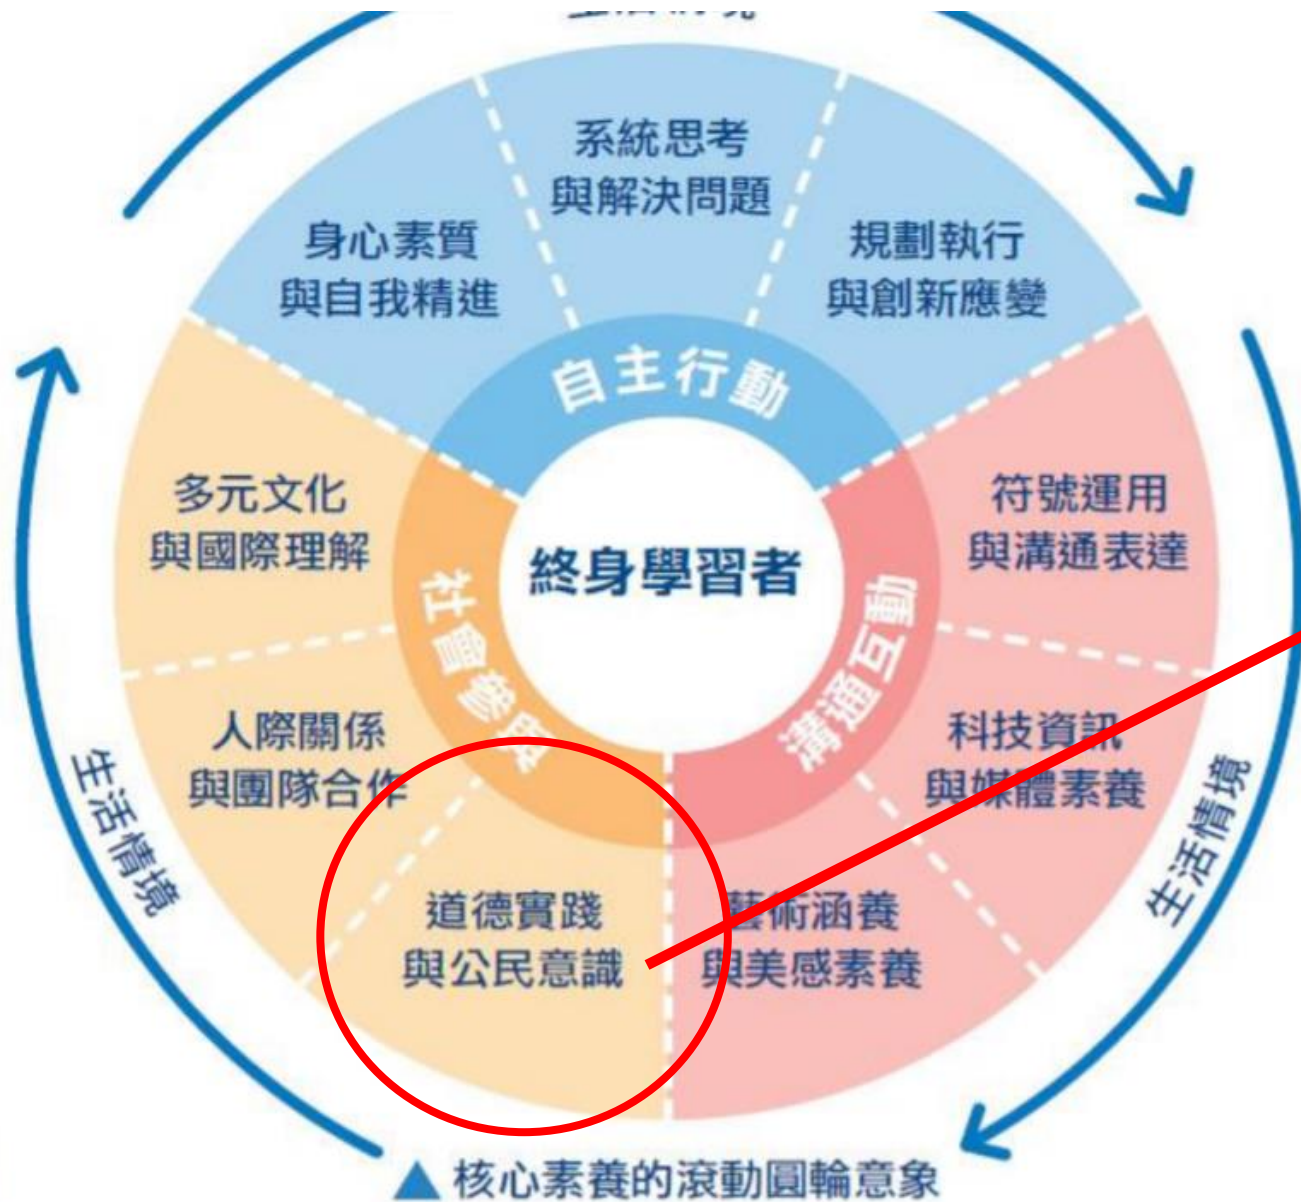 系統思考
與解決問題
身心素質
與自我精進
規劃執行
與創新應變
自主行動
多元文化
與國際理解
符號運用
與溝通表達
終身學習者
社會參與
溝通互動
人際關係
與團隊合作
科技資訊
與媒體素養
生活情境
生活情境
道德實踐
與公民意識
藝術涵養
與美感素養
▲ 核心素養的滾動圓輪意象